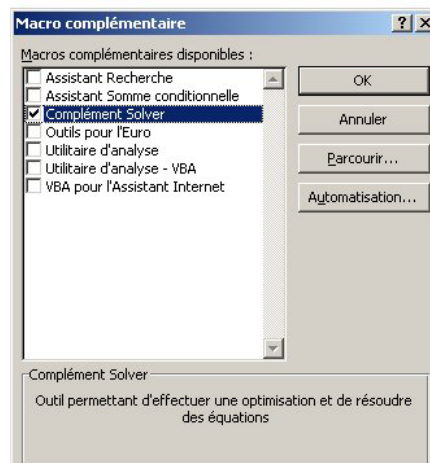 Macro complémentaire
Macros complémentaires disponibles :
Assistant Recherche
Assistant Somme conditionnelle
Complément Solver
Outils pour l'Euro
Utilitaire d'analyse
Utilitaire d'analyse - VBA
VBA pour l'Assistant Internet
OK
Annuler
Parcourir...
Automatisation...
Complément Solver
Outil permettant d'effectuer une optimisation et de résoudre
des équations